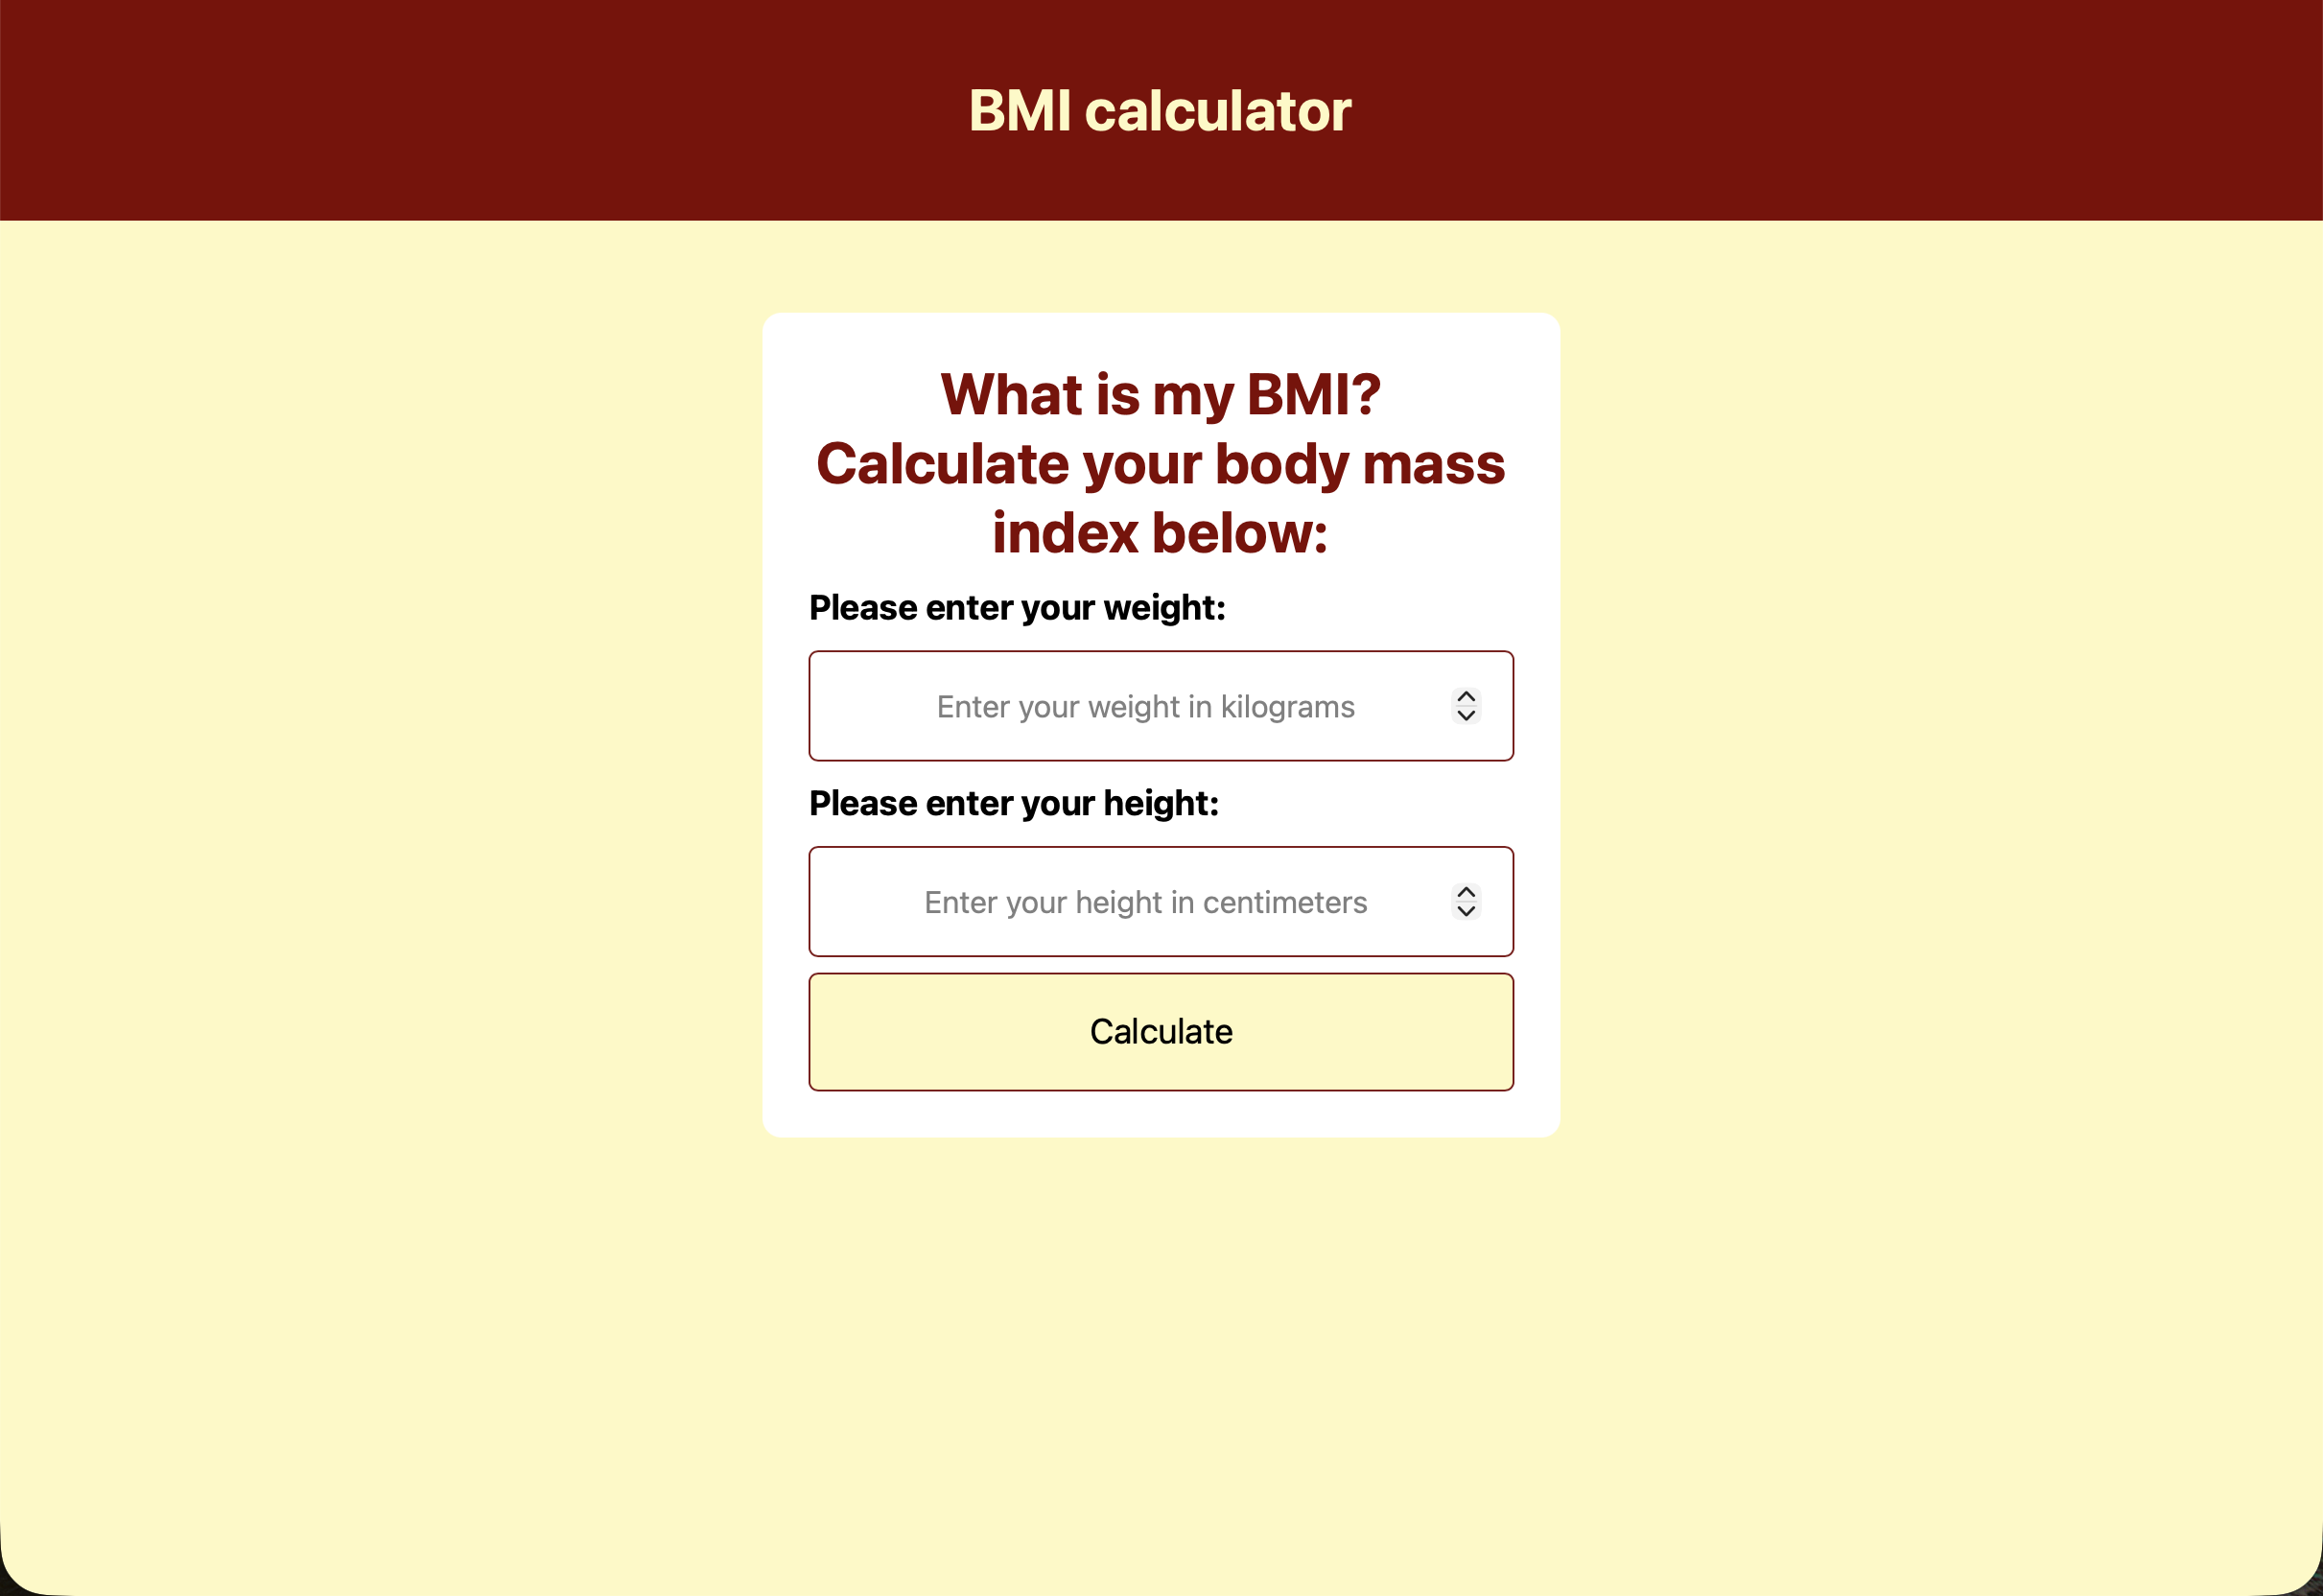 BMI calculator
What is my BMI?
Calculate your body mass
index below:
Please enter your weight:
Enter your weight in kilograms
Please enter your height:
Enter your height in centimeters
Calculate